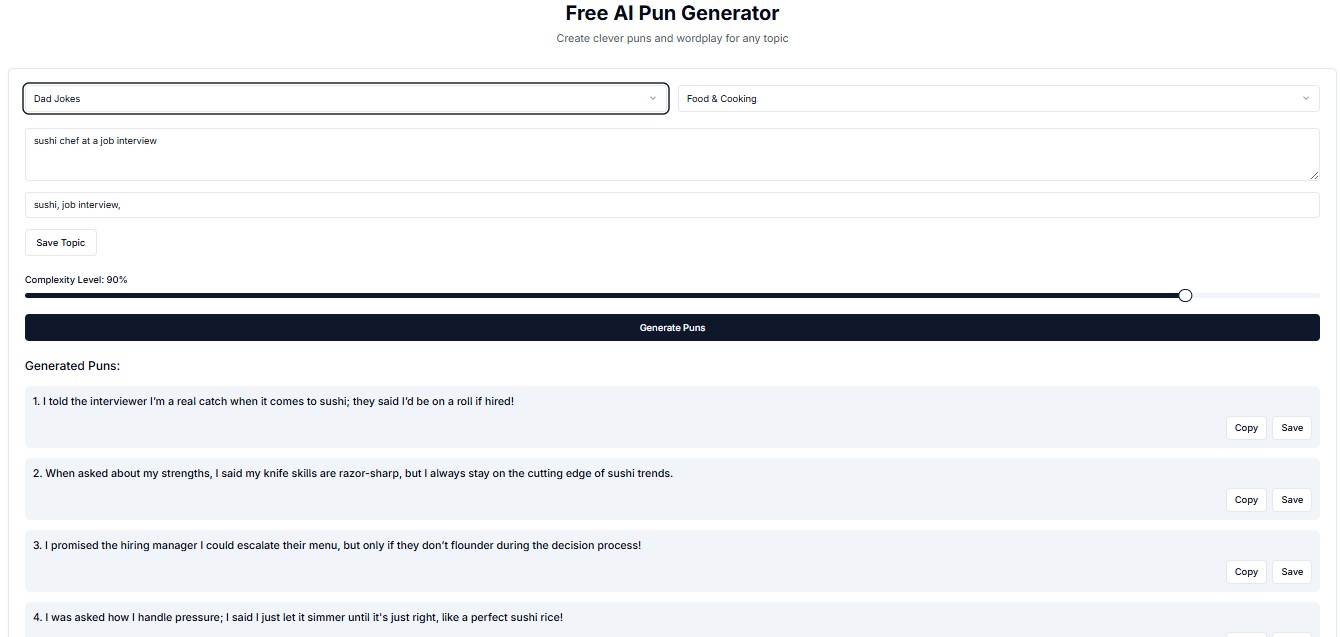 Free AI Pun Generator
Create clever puns and wordplay for any topic
Dad Jokes
Food & Cooking
sushi chef at a job interview
sushi, job interview,
Save Topic
Complexity Level: 90%
Generate Puns
Generated Puns:
1. I told the interviewer I’m a real catch when it comes to sushi; they said I’d be on a roll if hired!
Copy
Save
2. When asked about my strengths, I said my knife skills are razor-sharp, but I always stay on the cutting edge of sushi trends.
Copy
Save
3. I promised the hiring manager I could escalate their menu, but only if they don’t flounder during the decision process!
Copy
Save
4. I was asked how I handle pressure; I said I just let it simmer until it's just right, like a perfect sushi rice!